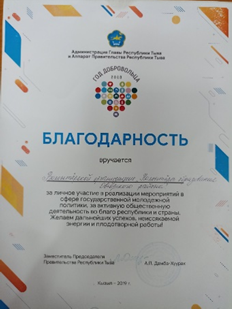 Администрация Главы Республики Тыва
и Аппарат Правительства Республики Тыва
ГОД ДОБРОВОЛЬЦА
2018
БЛАГОДАРНОСТЬ
вручается
района
за личное участие в реализации мероприятий в
сфере государственной молодежной
политики, за активную общественную
деятельность во благо республики и страны.
Желаем дальнейших успехов, неиссякаемой
энергии и плодотворной работы!
Заместитель Председателя
Правительства Республики Тыва
А.П. Дамба-Хуурак
Кызыл -